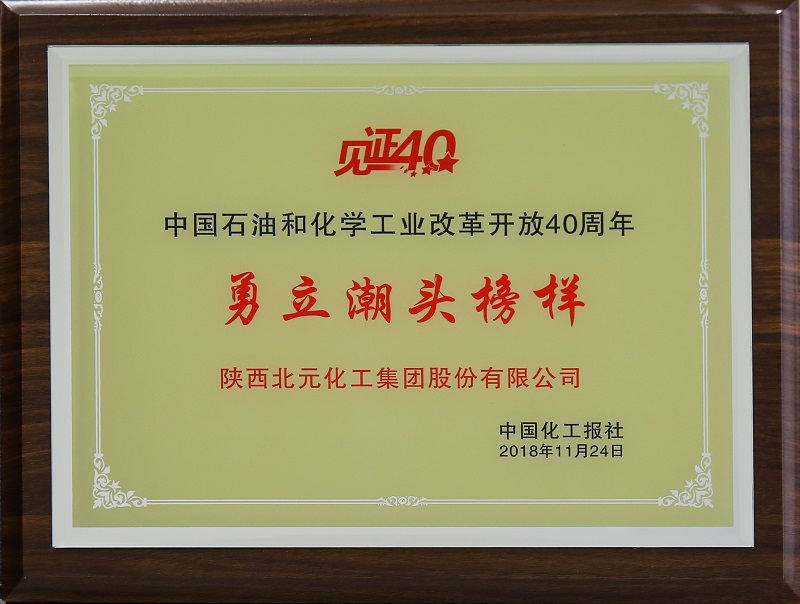 见证40
中国石油和化学工业改革开放40周年
勇立潮头榜样
陕西北元化工集团股份有限公司
中国化工报社
2018年11月24日